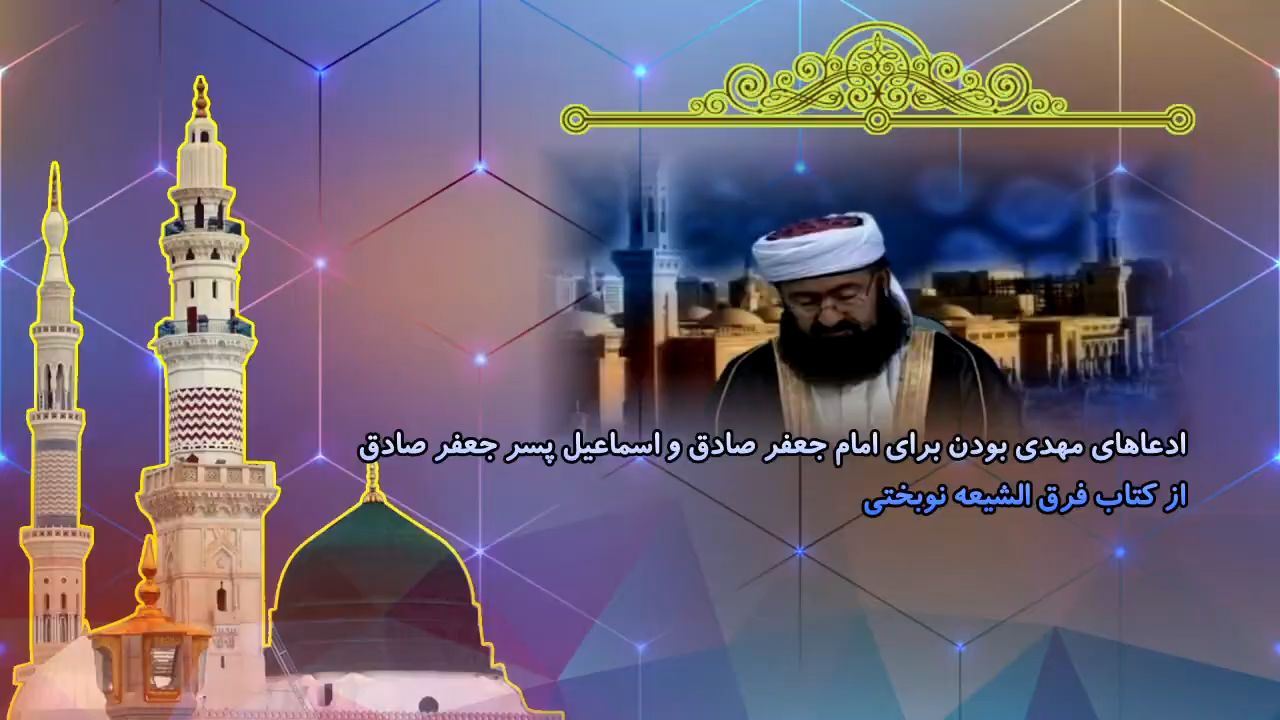 ادعاهای مهدی بودن برای امام جعفر صادق و اسماعیل پسر جعفر صادق
از کتاب فرق الشیعه نوبختی